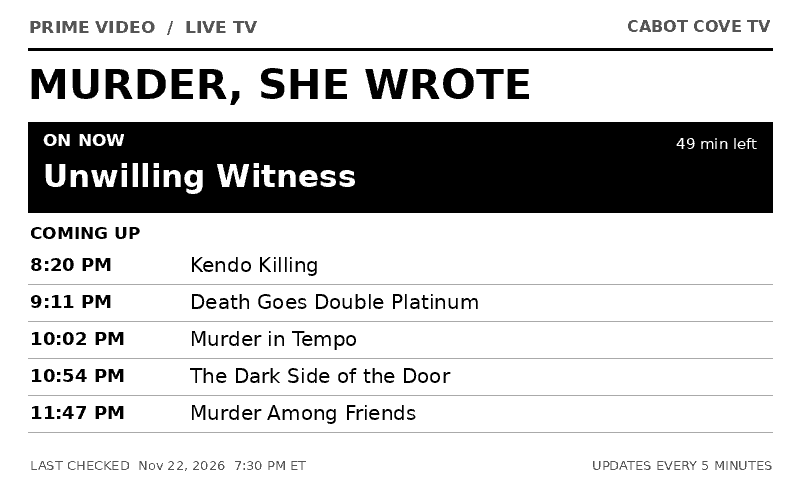 PRIME VIDEO / LIVE TV
CABOT COVE TV
MURDER, SHE WROTE
ON NOW
49 min left
Unwilling Witness
COMING UP
8:20 PM Kendo Killing
9:11 PM Death Goes Double Platinum
10:02 PM Murder in Tempo
10:54 PM The Dark Side of the Door
11:47 PM Murder Among Friends
LAST CHECKED Nov 22, 2026 7:30 PM ET
UPDATES EVERY 5 MINUTES